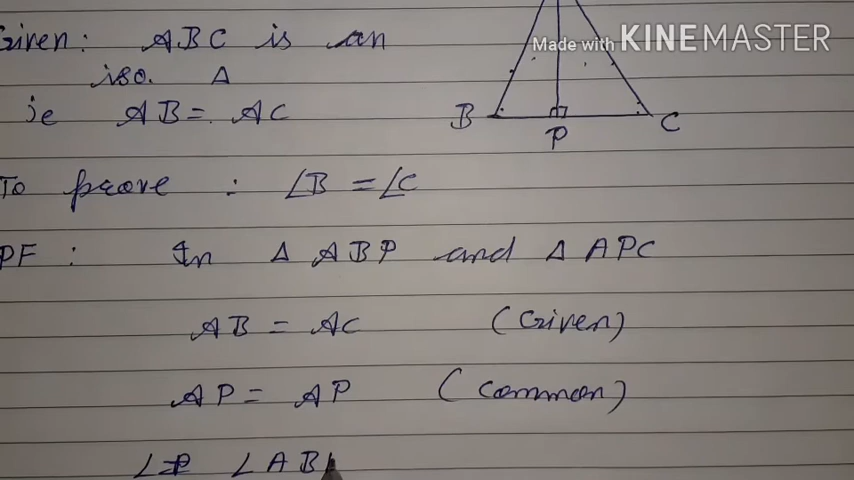 Given: ABC is an
Made with KINEMASTER
iso. Δ
ie AB = AC
B
C
P
To prove : ∠B = ∠C
PF : In Δ ABP and Δ APC
AB = AC (Given)
AP = AP (Common)
∠ ∠ AB